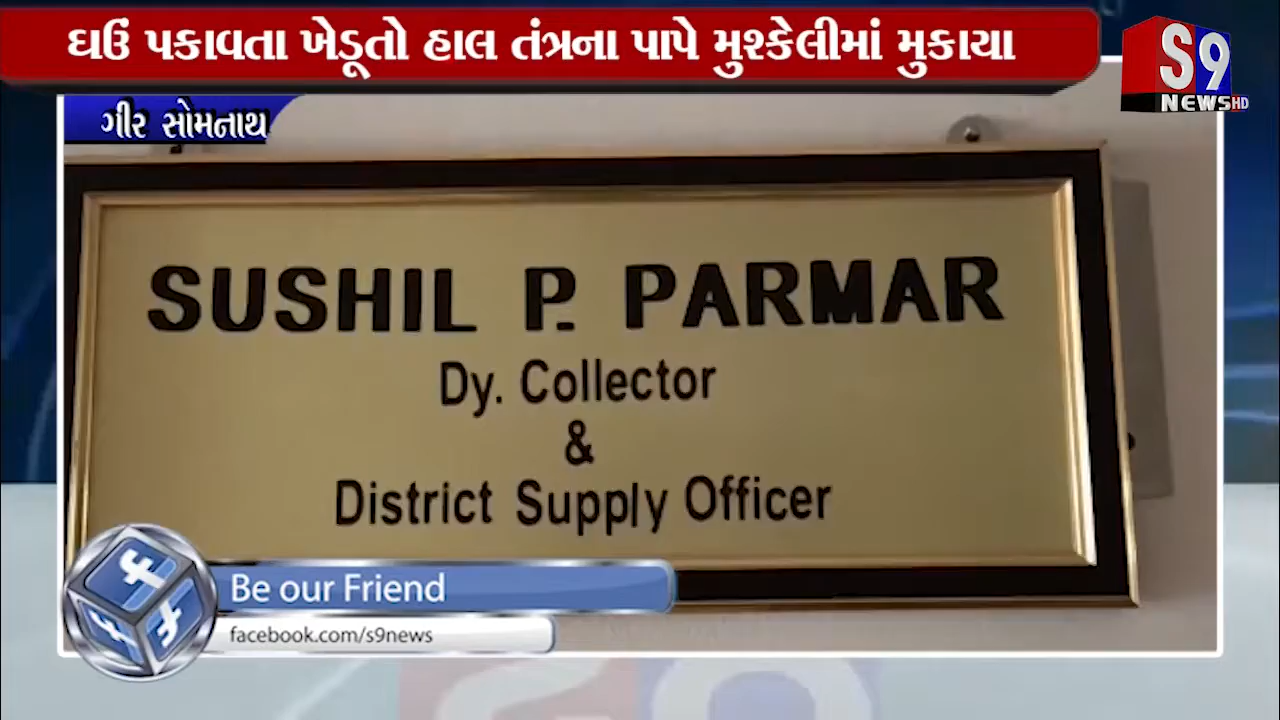 ઘઉં પકાવતા ખેડૂતો હાલ તંત્રના પાપે મુશ્કેલીમાં મુકાયા
S9
NEWS HD
ગીર સોમનાથ
SUSHIL P. PARMAR
Dy. Collector
&
District Supply Officer
Be our Friend
facebook.com/s9news